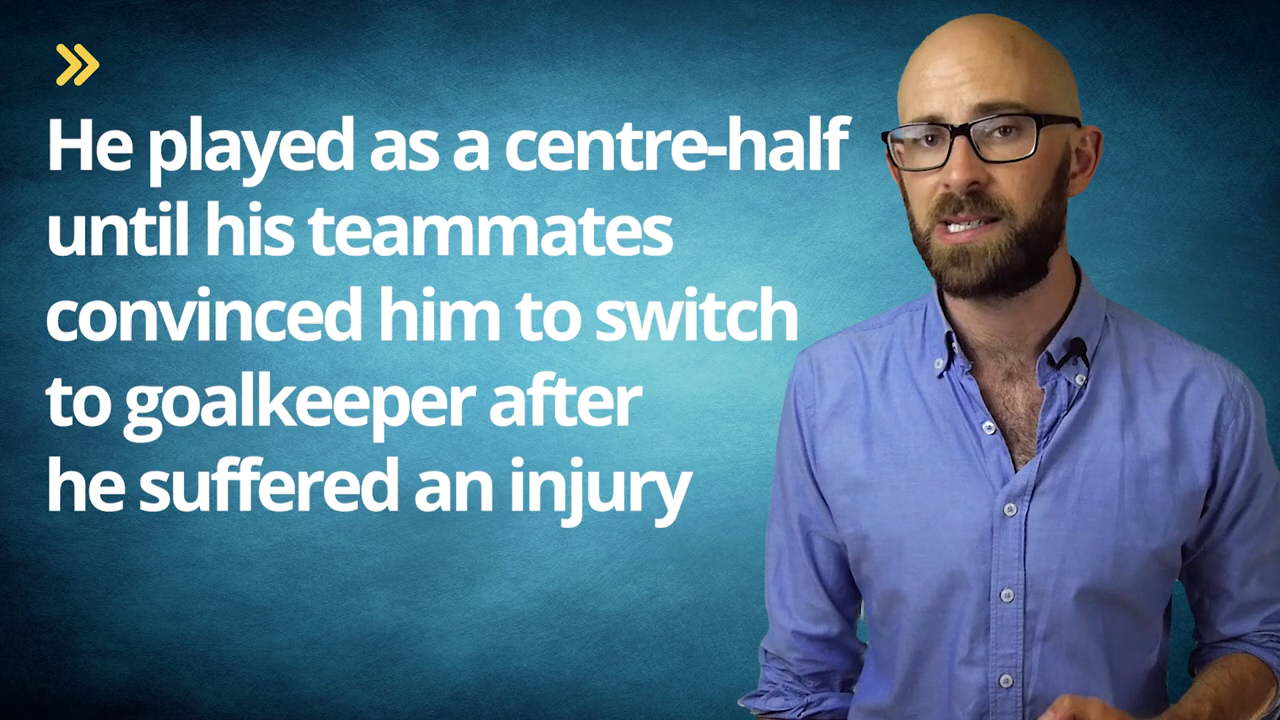 He played as a centre-half
until his teammates
convinced him to switch
to goalkeeper after
he suffered an injury